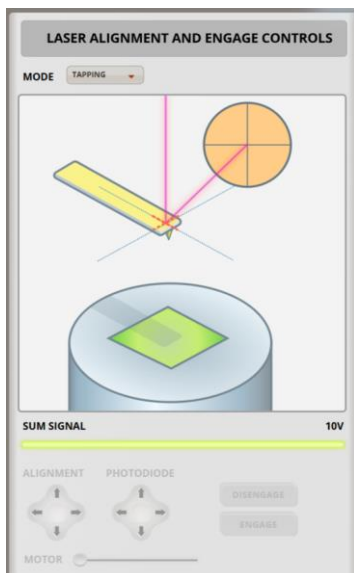 LASER ALIGNMENT AND ENGAGE CONTROLS
MODE TAPPING
SUM SIGNAL 10V
ALIGNMENT PHOTODIODE
DISENGAGE
ENGAGE
MOTOR